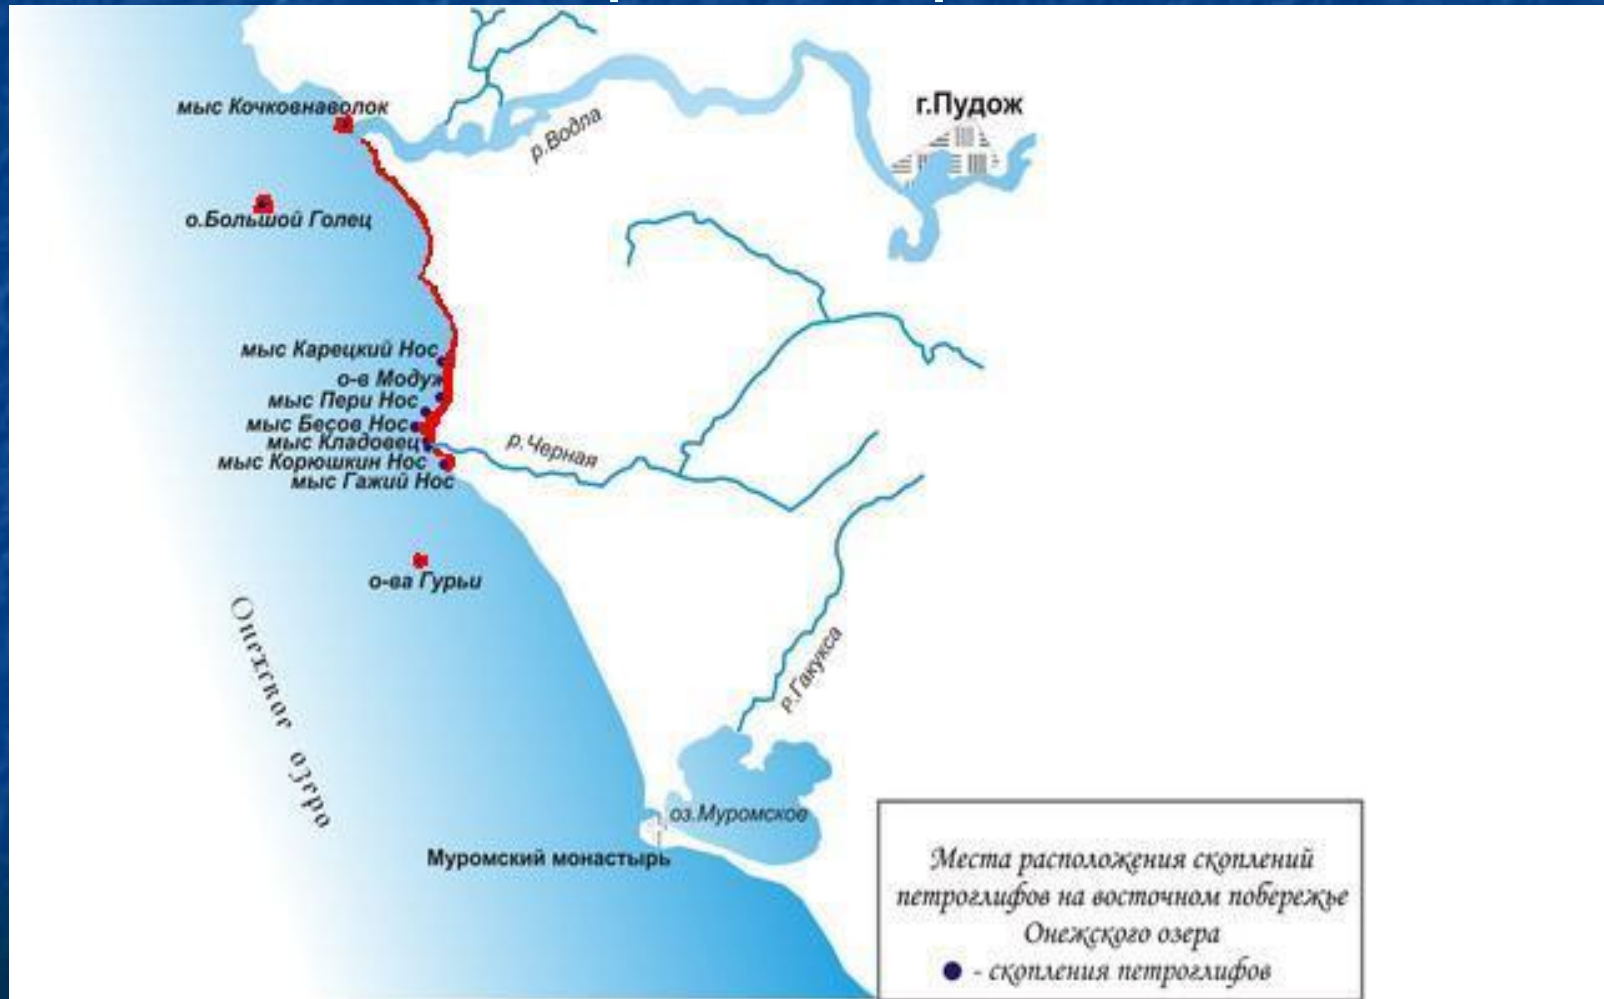 мыс Кочковнаволок
г.Пудож
р.Водла
о.Большой Голец
мыс Карецкий Нос
о-в Модуж
мыс Пери Нос
мыс Бесов Нос
мыс Кладовец
р.Черная
мыс Корюшкин Нос
мыс Гажий Нос
о-ва Гурьи
Онежское озеро
р.Гакукса
оз.Муромское
Муромский монастырь
Места расположения скоплений
петроглифов на восточном побережье
Онежского озера
- скопления петроглифов